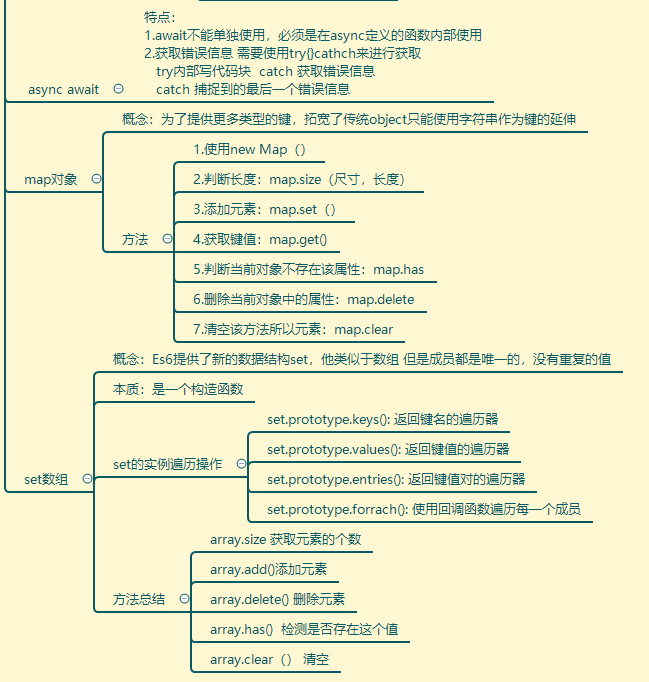 特点：
1.await不能单独使用，必须是在async定义的函数内部使用
2.获取错误信息 需要使用try{}cathch来进行获取
try内部写代码块  catch 获取错误信息
async await
catch 捕捉到的最后一个错误信息
概念：为了提供更多类型的键，拓宽了传统object只能使用字符串作为键的延伸
map对象
方法
1.使用new Map（）
2.判断长度：map.size（尺寸，长度）
3.添加元素：map.set（）
4.获取键值：map.get()
5.判断当前对象不存在该属性：map.has
6.删除当前对象中的属性：map.delete
7.清空该方法所以元素：map.clear
set数组
概念：Es6提供了新的数据结构set，他类似于数组 但是成员都是唯一的，没有重复的值
本质：是一个构造函数
set的实例遍历操作
set.prototype.keys(): 返回键名的遍历器
set.prototype.values(): 返回键值的遍历器
set.prototype.entries(): 返回键值对的遍历器
set.prototype.forrach(): 使用回调函数遍历每一个成员
方法总结
array.size 获取元素的个数
array.add()添加元素
array.delete() 删除元素
array.has()  检测是否存在这个值
array.clear（） 清空